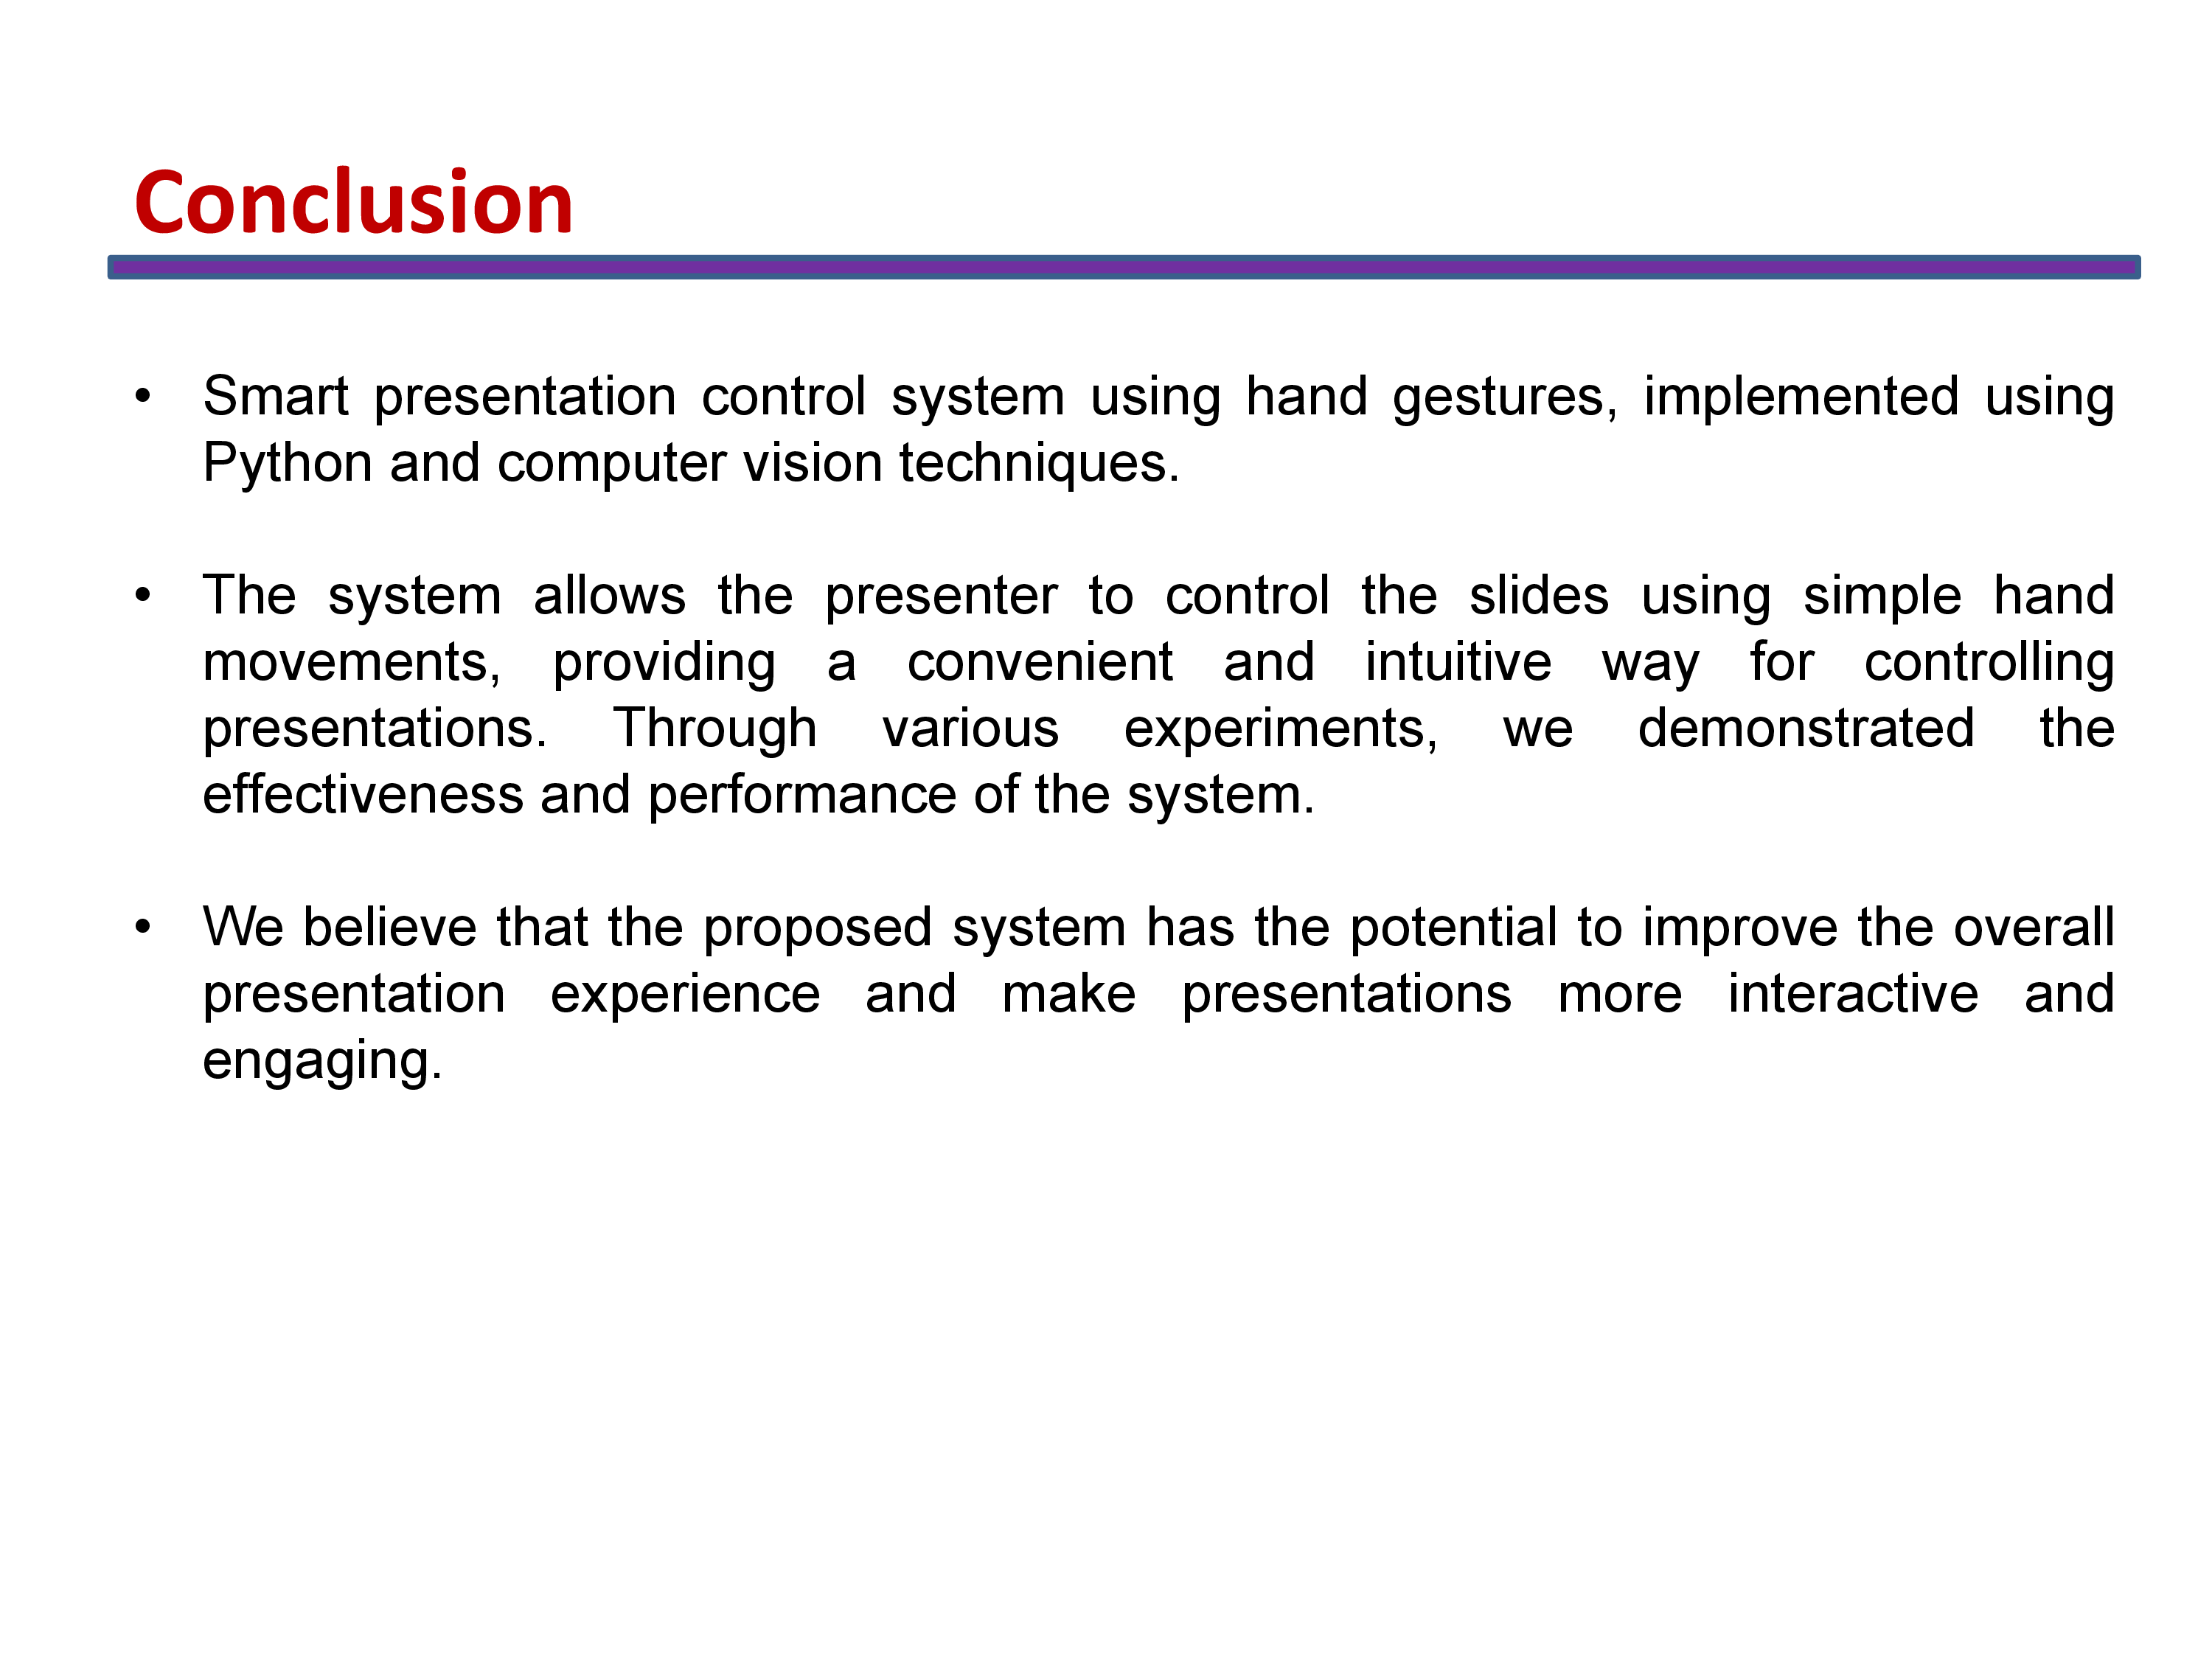 Conclusion
• Smart presentation control system using hand gestures, implemented using
Python and computer vision techniques.
• The system allows the presenter to control the slides using simple hand
movements, providing a convenient and intuitive way for controlling
presentations. Through various experiments, we demonstrated the
effectiveness and performance of the system.
• We believe that the proposed system has the potential to improve the overall
presentation experience and make presentations more interactive and
engaging.